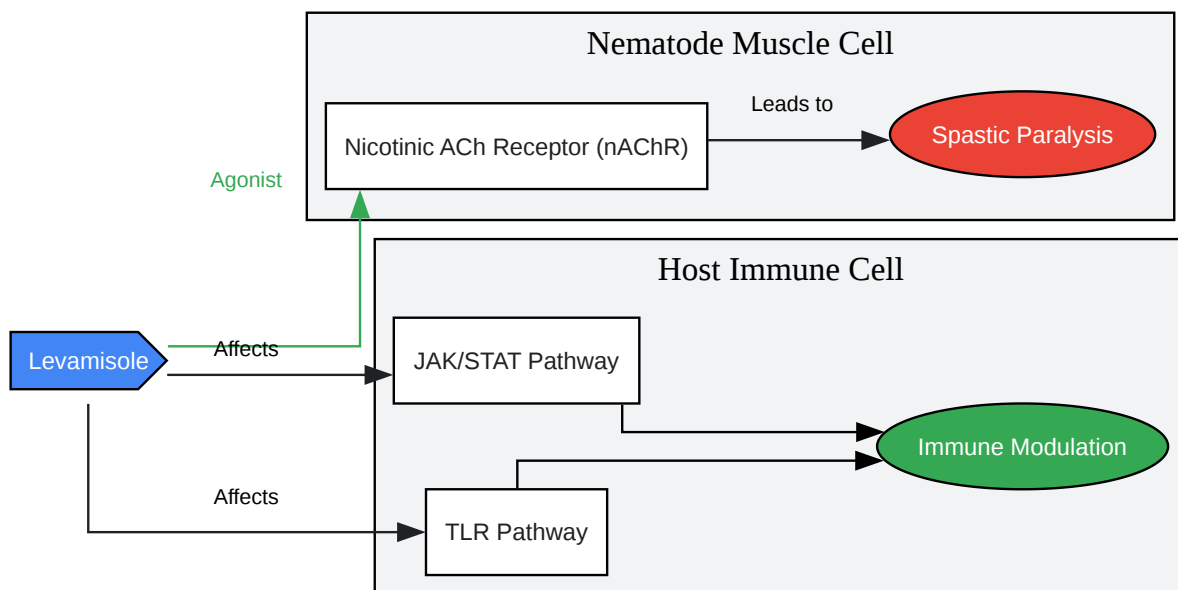 Nematode Muscle Cell
Leads to
Nicotinic ACh Receptor (nAChR)
Spastic Paralysis
Agonist
Host Immune Cell
Levamisole
Affects
JAK/STAT Pathway
Immune Modulation
Affects
TLR Pathway